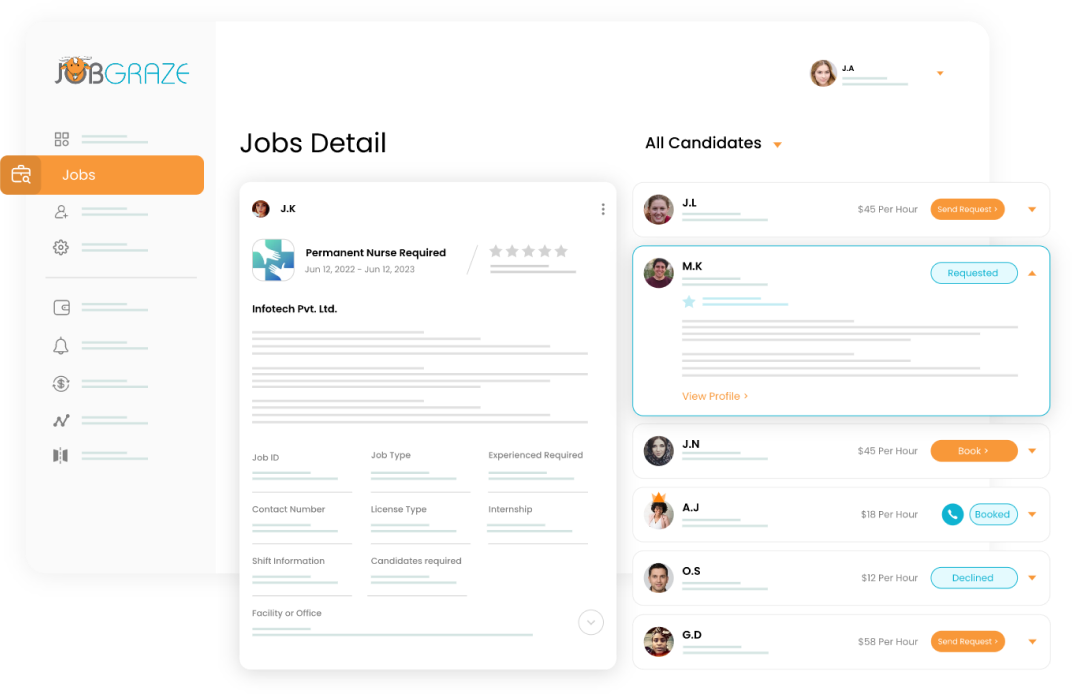 JOBGRAZE
J.A
Jobs
Jobs Detail
All Candidates
J.K
Permanent Nurse Required
Jun 12, 2022 - Jun 12, 2023
Infotech Pvt. Ltd.
Job ID
Job Type
Experienced Required
Contact Number
License Type
Internship
Shift Information
Candidates required
Facility or Office
J.L
$45 Per Hour
Send Request >
M.K
Requested
View Profile >
J.N
$45 Per Hour
Book >
A.J
$18 Per Hour
Booked
O.S
$12 Per Hour
Declined
G.D
$58 Per Hour
Send Request >